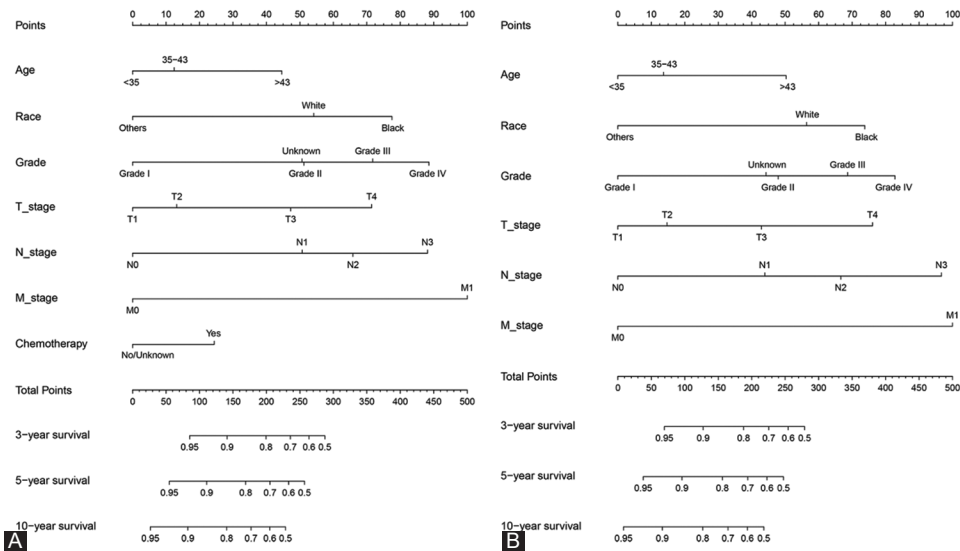 Points
0 10 20 30 40 50 60 70 80 90 100
Age
35-43
<35 >43
Race
White
Others Black
Grade
Unknown Grade III
Grade I Grade II Grade IV
T_stage
T2 T4
T1 T3
N_stage
N1 N3
N0 N2
M_stage
M1
M0
Chemotherapy
Yes
No/Unknown
Total Points
0 50 100 150 200 250 300 350 400 450 500
3-year survival
0.95 0.9 0.8 0.7 0.6 0.5
5-year survival
0.95 0.9 0.8 0.7 0.6 0.5
10-year survival
0.95 0.9 0.8 0.7 0.6 0.5
A
Points
0 10 20 30 40 50 60 70 80 90 100
Age
35-43
<35 >43
Race
White
Others Black
Grade
Unknown Grade III
Grade I Grade II Grade IV
T_stage
T2 T4
T1 T3
N_stage
N1 N3
N0 N2
M_stage
M1
M0
Total Points
0 50 100 150 200 250 300 350 400 450 500
3-year survival
0.95 0.9 0.8 0.7 0.6 0.5
5-year survival
0.95 0.9 0.8 0.7 0.6 0.5
10-year survival
0.95 0.9 0.8 0.7 0.6 0.5
B